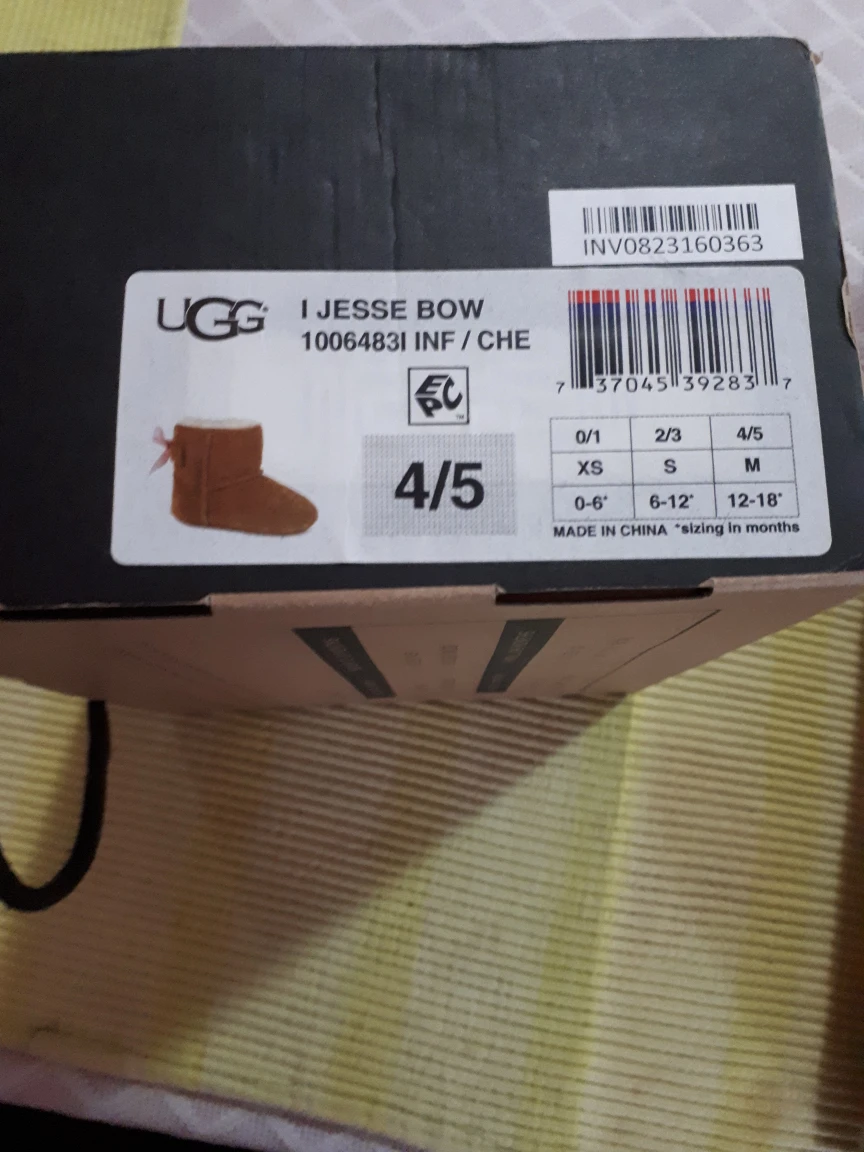 INV0823160363
UGG
I JESSE BOW
1006483I INF / CHE
7 37045 39283 7
EPC
TM
4/5
0/1 2/3 4/5
XS S M
0-6* 6-12* 12-18*
MADE IN CHINA *sizing in months